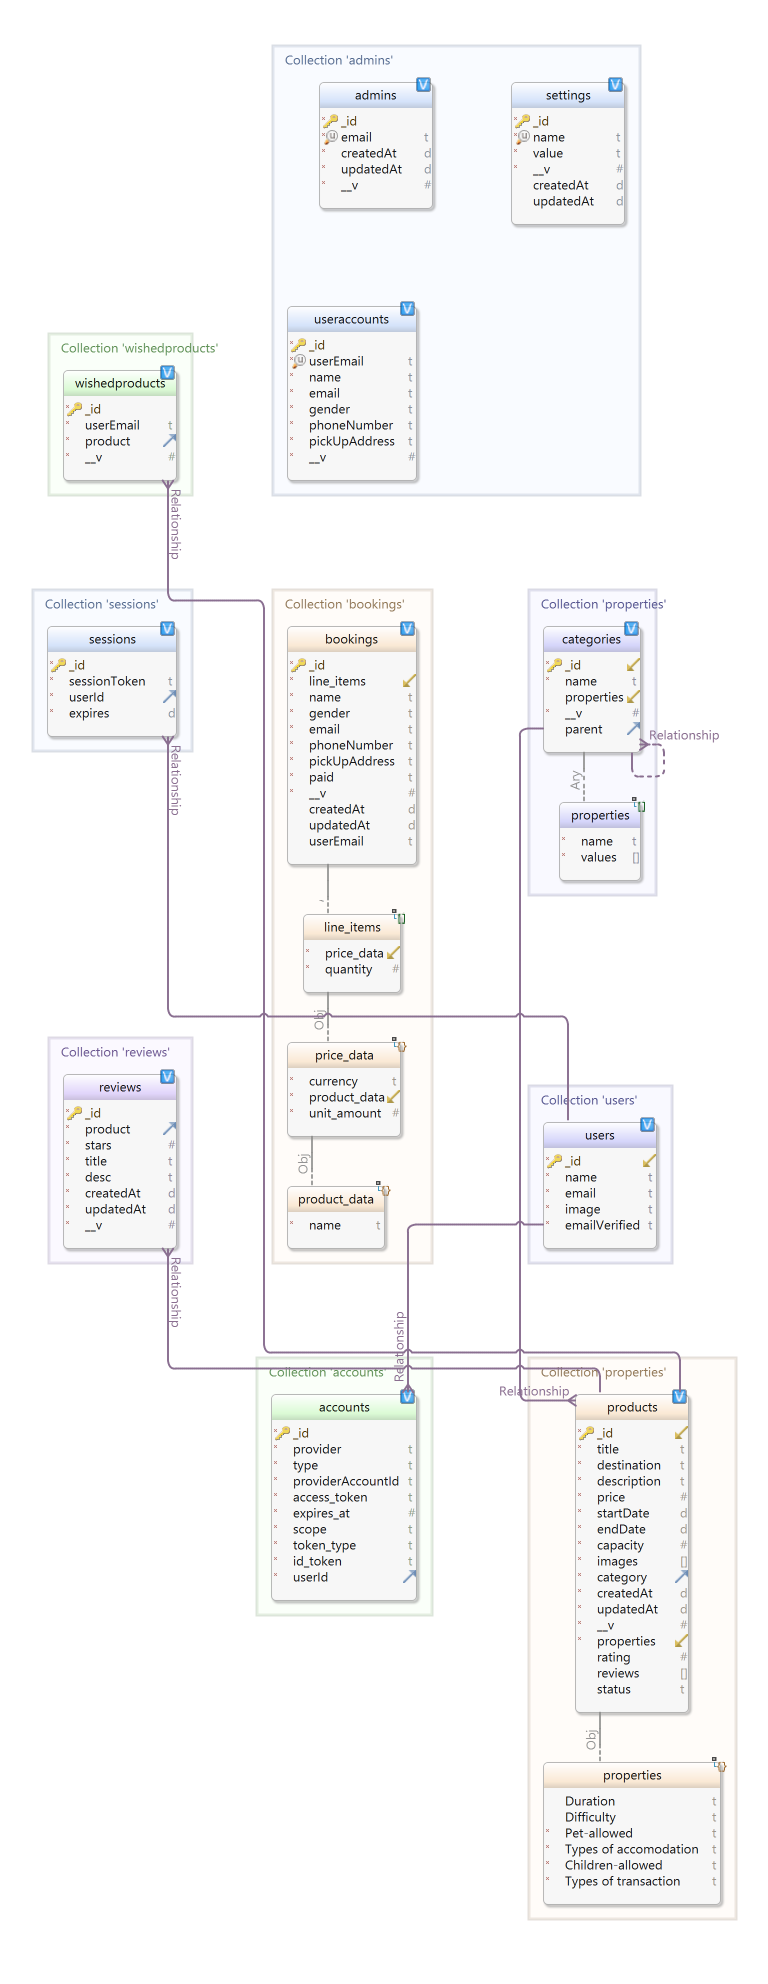 Collection 'admins'
admins
_id
email t
createdAt d
updatedAt d
__v #
settings
_id
name t
value t
__v #
createdAt d
updatedAt d
useraccounts
_id
userEmail t
name t
email t
gender t
phoneNumber t
pickUpAddress t
__v #
Collection 'wishedproducts'
wishedproducts
_id
userEmail t
product
__v #
Relationship
Collection 'sessions'
sessions
_id
sessionToken t
userId
expires d
Relationship
Collection 'bookings'
bookings
_id
line_items
name t
gender t
email t
phoneNumber t
pickUpAddress t
paid t
__v #
createdAt d
updatedAt d
userEmail t
line_items
price_data
quantity #
Obj
price_data
currency t
product_data
unit_amount #
Obj
product_data
name t
Collection 'properties'
categories
_id
name t
properties
__v #
parent
Relationship
Ary
properties
name t
values []
Collection 'reviews'
reviews
_id
product
stars #
title t
desc t
createdAt d
updatedAt d
__v #
Relationship
Collection 'users'
users
_id
name t
email t
image t
emailVerified t
Relationship
Collection 'accounts'
accounts
_id
provider t
type t
providerAccountId t
access_token t
expires_at #
scope t
token_type t
id_token t
userId
Collection 'properties'
Relationship
products
_id
title t
destination t
description t
price #
startDate d
endDate d
capacity #
images []
category
createdAt d
updatedAt d
__v #
properties
rating #
reviews []
status t
Obj
properties
Duration t
Difficulty t
Pet-allowed t
Types of accomodation t
Children-allowed t
Types of transaction t